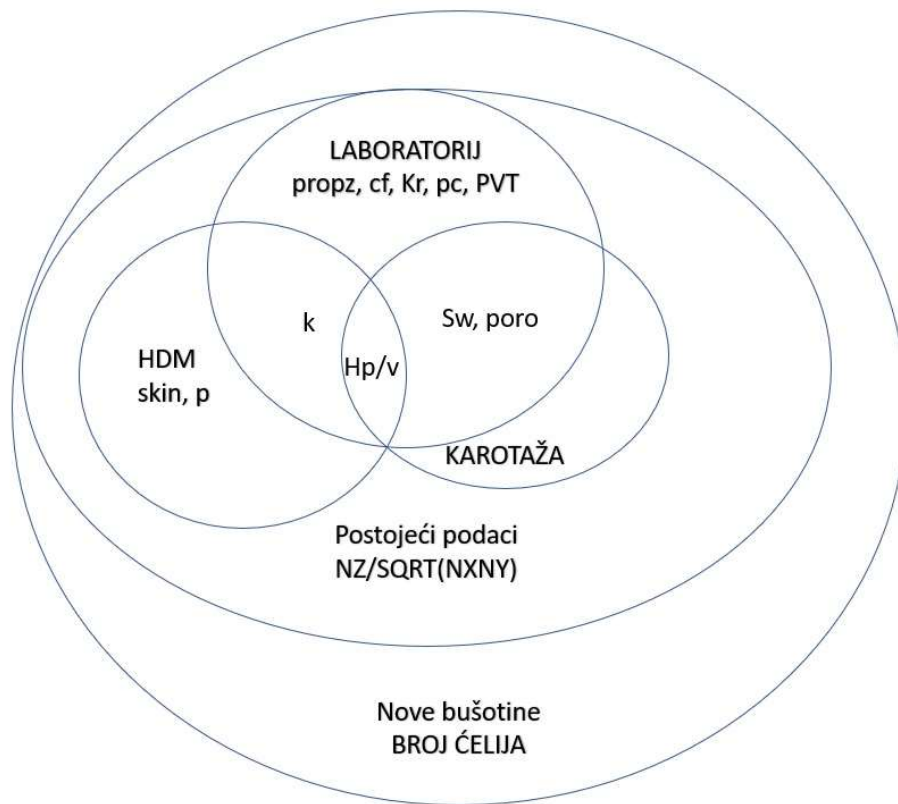 LABORATORIJ
propz, cf, Kr, pc, PVT
k
Sw, poro
HDM
skin, p
Hp/v
KAROTAŽA
Postojeći podaci
NZ/SQRT(NXNY)
Nove bušotine
BROJ ĆELIJA